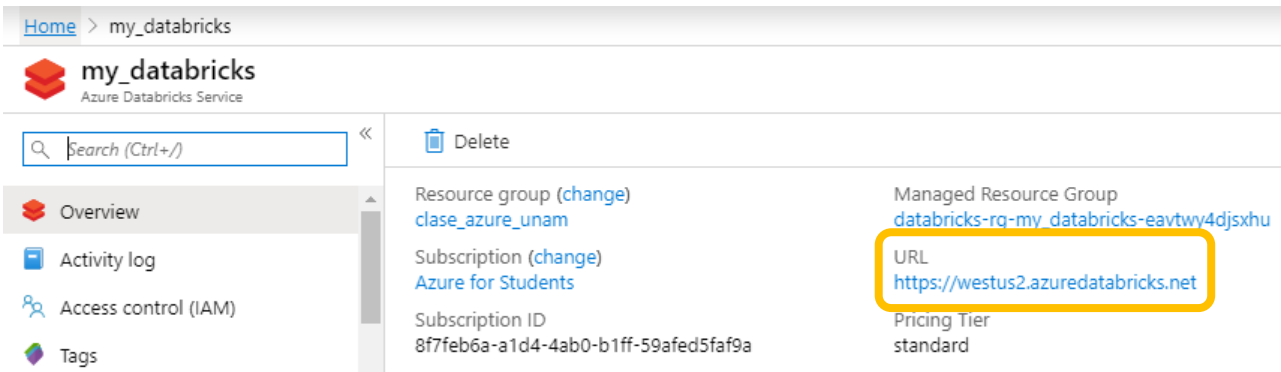 Home > my_databricks
my_databricks
Azure Databricks Service
Search (Ctrl+/)
«
Overview
Activity log
Access control (IAM)
Tags
Delete
Resource group (change)
clase_azure_unam
Subscription (change)
Azure for Students
Subscription ID
8f7feb6a-a1d4-4ab0-b1ff-59afed5faf9a
Managed Resource Group
databricks-rg-my_databricks-eavtwy4djsxhu
URL
https://westus2.azuredatabricks.net
Pricing Tier
standard